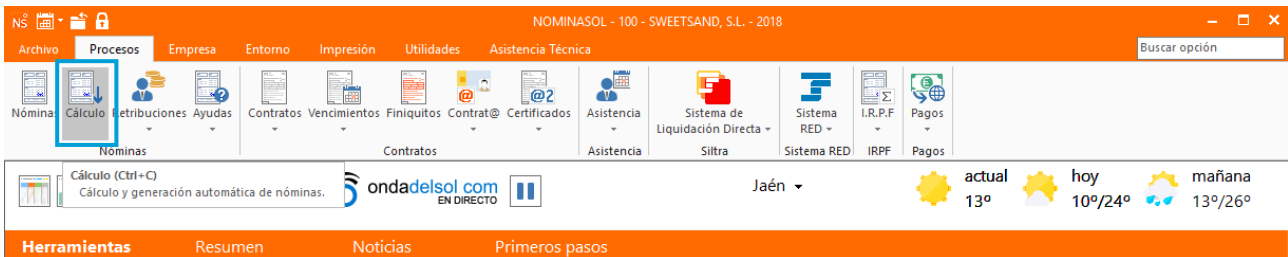 NS NOMINASOL - 100 - SWEETSAND, S.L. - 2018
Archivo Procesos Empresa Entorno Impresión Utilidades Asistencia Técnica Buscar opción
Nóminas Cálculo Retribuciones Ayudas Contratos Vencimientos Finiquitos Contrat@ Certificados Asistencia Sistema de Liquidación Directa Sistema RED I.R.P.F Pagos
Nóminas Contratos Asistencia Siltra Sistema RED IRPF Pagos
Cálculo (Ctrl+C)
Cálculo y generación automática de nóminas.
ondadelsol com
EN DIRECTO
Jaén
actual
13º
hoy
10º/24º
mañana
13º/26º
Herramientas Resumen Noticias Primeros pasos